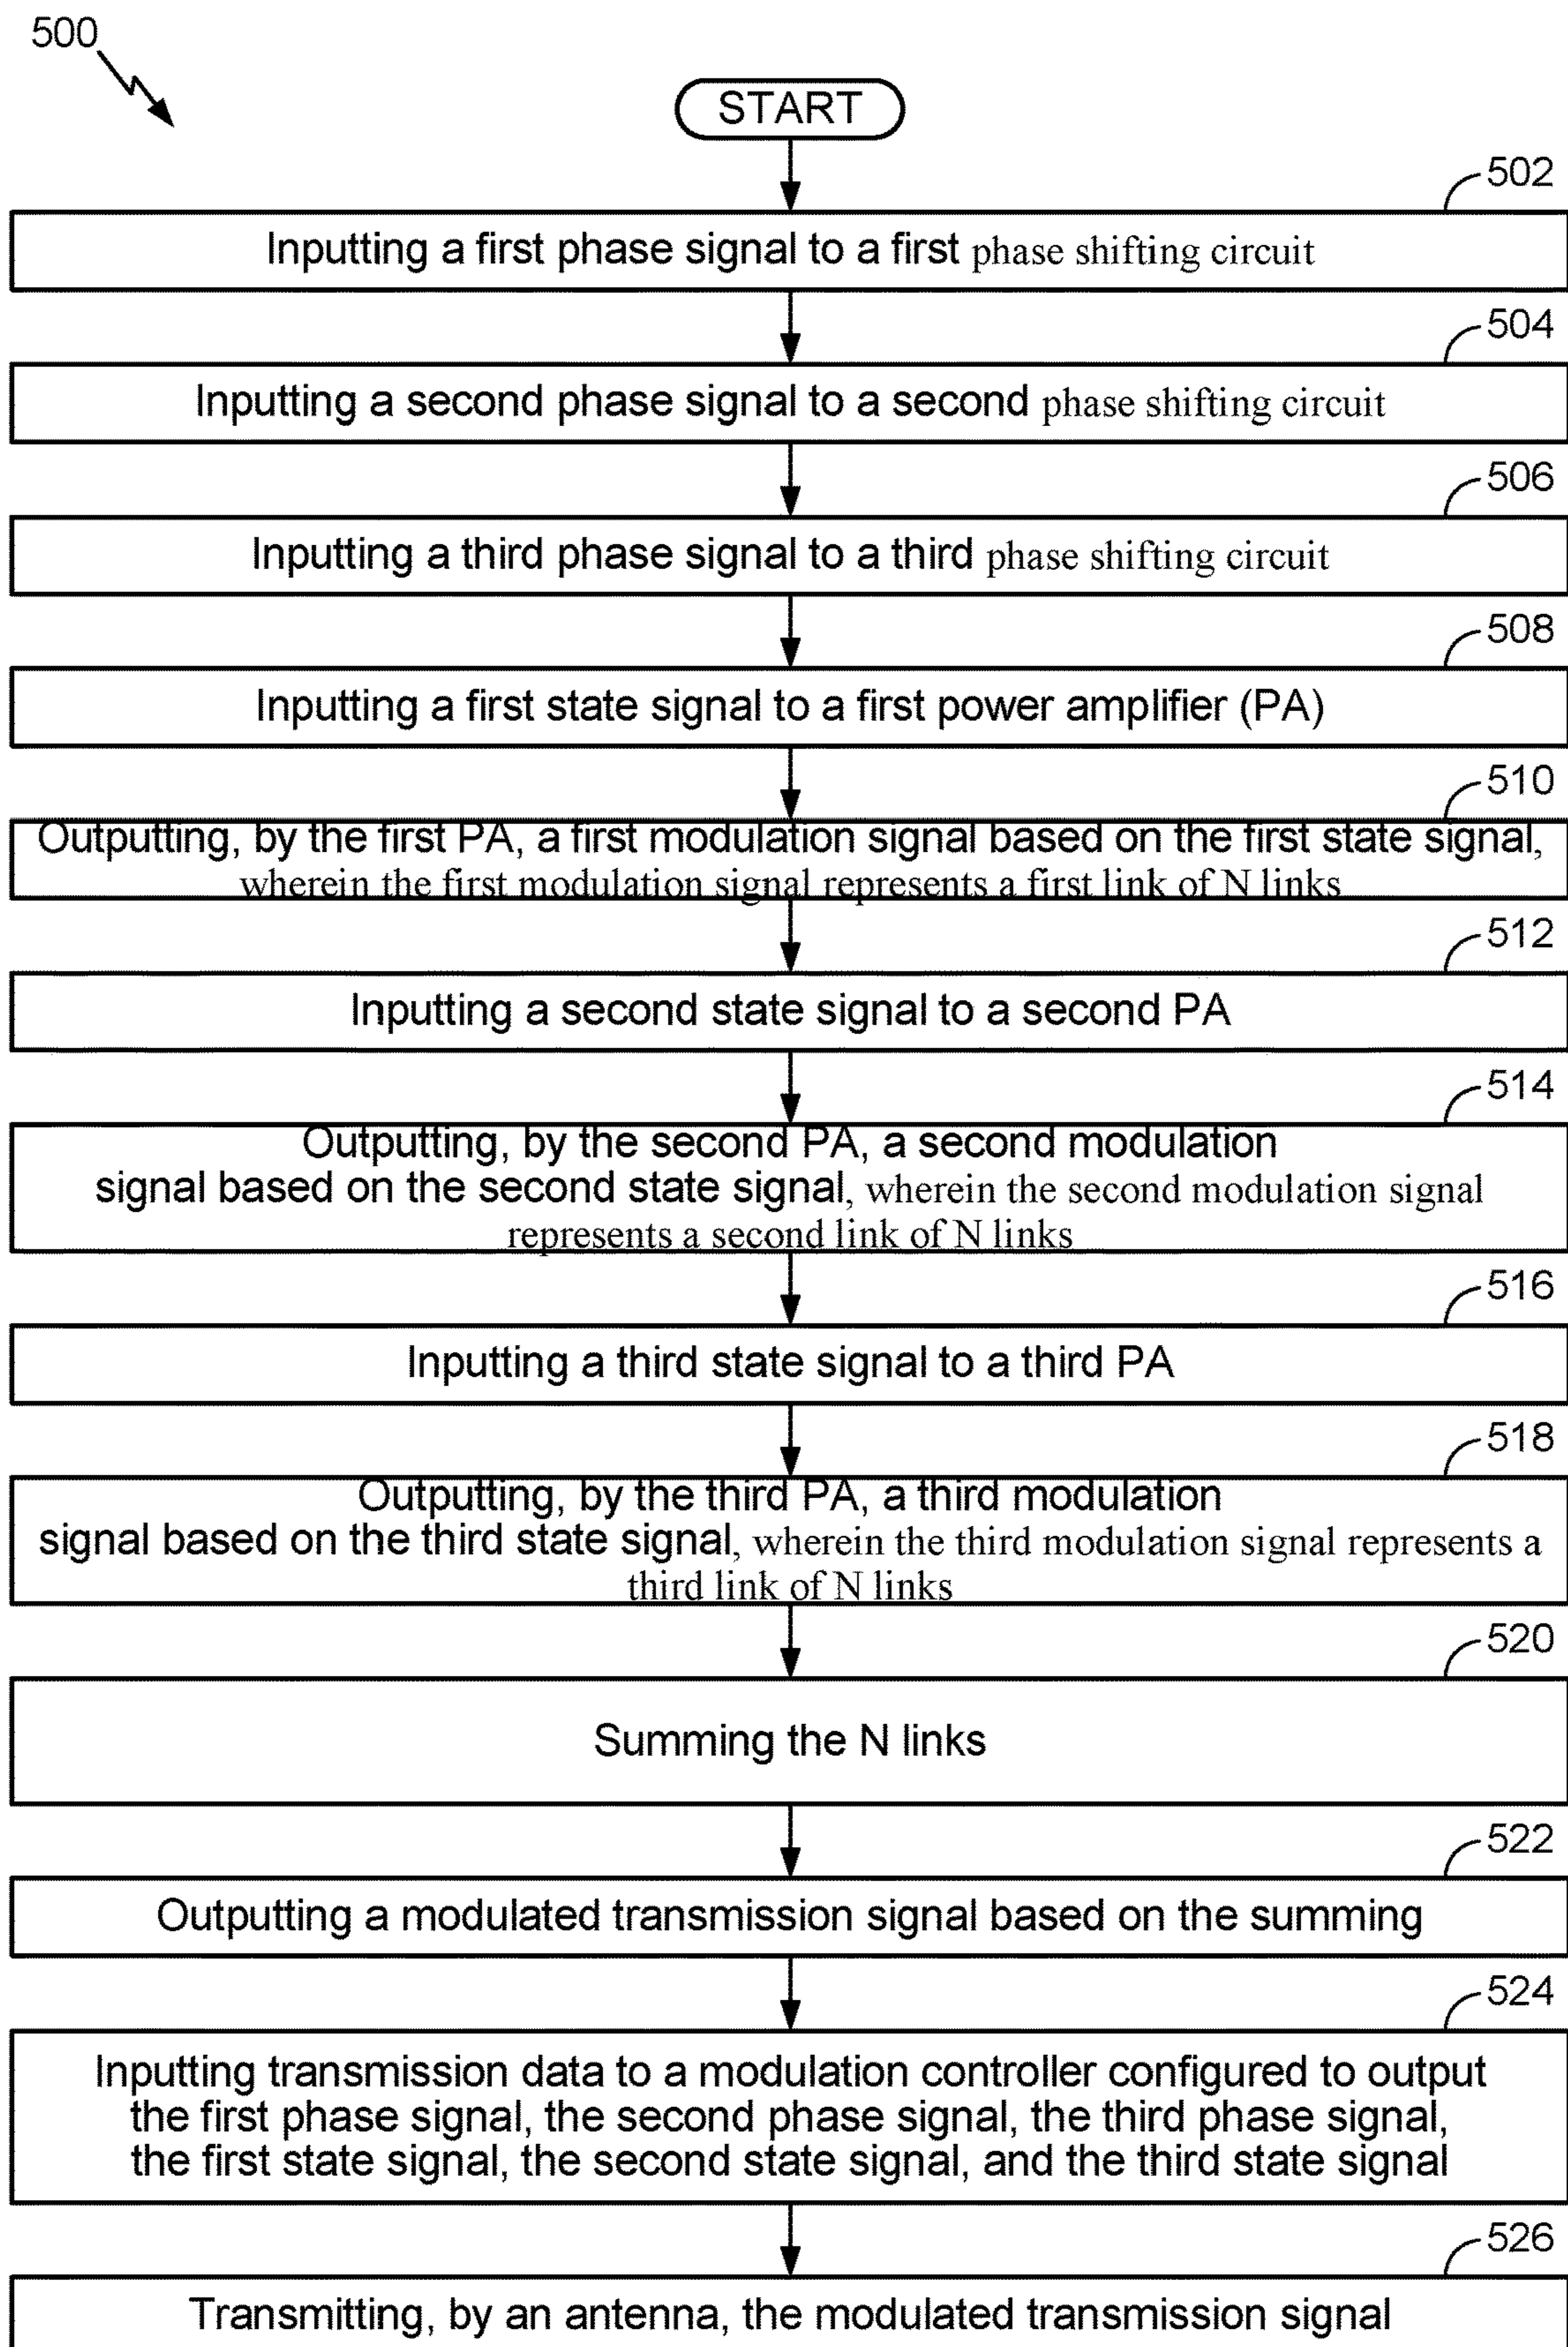 500
START
502
Inputting a first phase signal to a first phase shifting circuit
504
Inputting a second phase signal to a second phase shifting circuit
506
Inputting a third phase signal to a third phase shifting circuit
508
Inputting a first state signal to a first power amplifier (PA)
510
Outputting, by the first PA, a first modulation signal based on the first state signal,
wherein the first modulation signal represents a first link of N links
512
Inputting a second state signal to a second PA
514
Outputting, by the second PA, a second modulation
signal based on the second state signal, wherein the second modulation signal
represents a second link of N links
516
Inputting a third state signal to a third PA
518
Outputting, by the third PA, a third modulation
signal based on the third state signal, wherein the third modulation signal represents a
third link of N links
520
Summing the N links
522
Outputting a modulated transmission signal based on the summing
524
Inputting transmission data to a modulation controller configured to output
the first phase signal, the second phase signal, the third phase signal,
the first state signal, the second state signal, and the third state signal
526
Transmitting, by an antenna, the modulated transmission signal